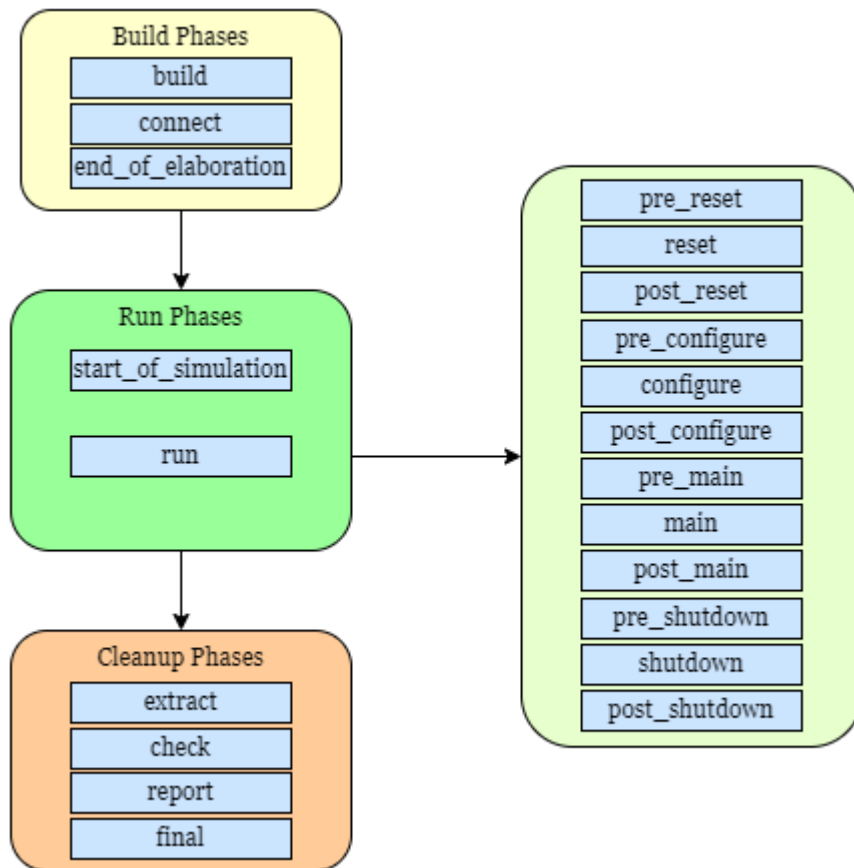 Build Phases
build
connect
end_of_elaboration
Run Phases
start_of_simulation
run
Cleanup Phases
extract
check
report
final
pre_reset
reset
post_reset
pre_configure
configure
post_configure
pre_main
main
post_main
pre_shutdown
shutdown
post_shutdown